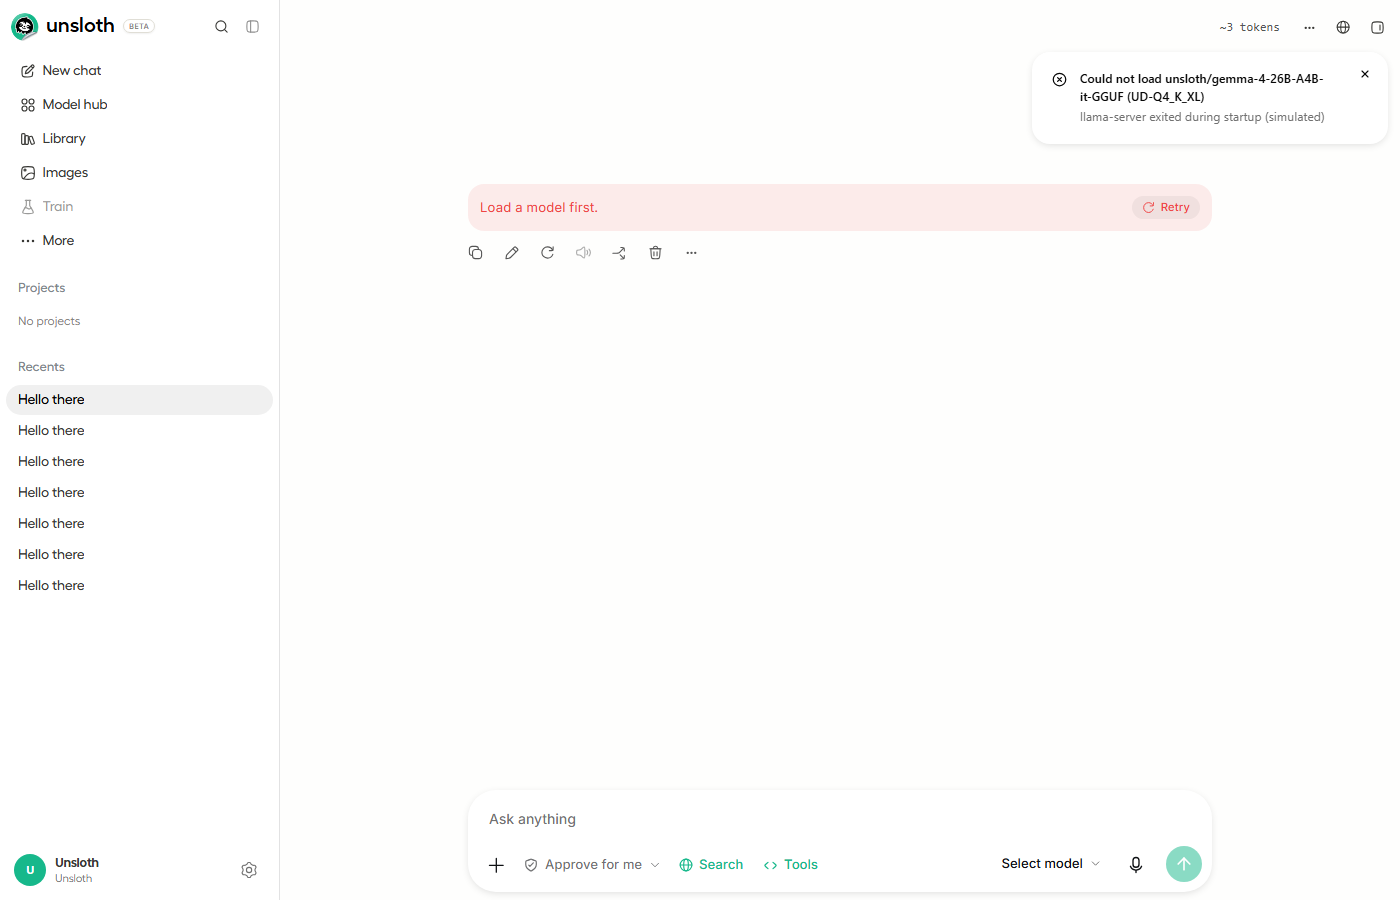 unsloth BETA
New chat
Model hub
Library
Images
Train
More
Projects
No projects
Recents
Hello there
Hello there
Hello there
Hello there
Hello there
Hello there
Hello there
U
Unsloth
Unsloth
~3 tokens
Could not load unsloth/gemma-4-26B-A4B-
it-GGUF (UD-Q4_K_XL)
llama-server exited during startup (simulated)
Load a model first.
Retry
Ask anything
Approve for me
Search
Tools
Select model